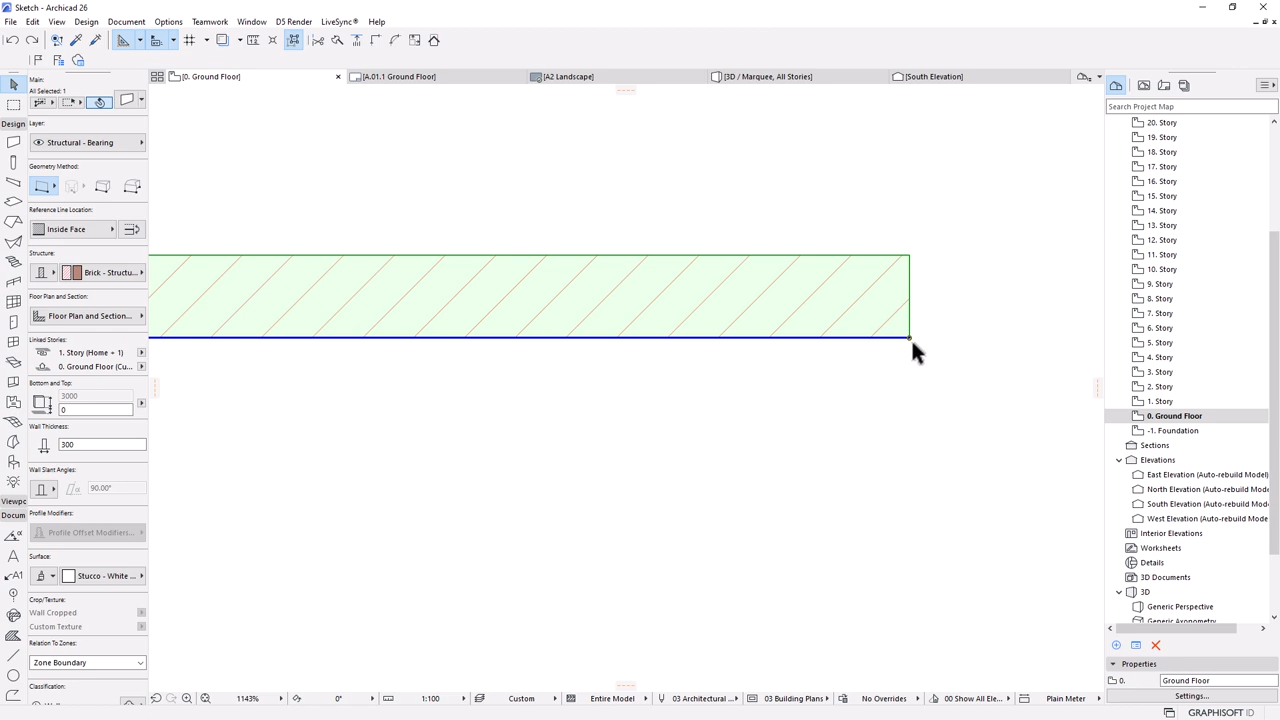 Sketch - Archicad 26
File Edit View Design Document Options Teamwork Window D5 Render LiveSync® Help
[0. Ground Floor]
[A.01.1 Ground Floor]
[A2 Landscape]
[3D / Marquee, All Stories]
[South Elevation]
Main:
All Selected: 1
Design
Layer:
Structural - Bearing
Geometry Method:
Reference Line Location:
Inside Face
Structure:
Brick - Structu...
Floor Plan and Section:
Floor Plan and Section...
Linked Stories:
1. Story (Home + 1)
0. Ground Floor (Cu...
Bottom and Top:
3000
0
Wall Thickness:
300
Wall Slant Angles:
90.00°
Viewpc
Docum
Profile Modifiers:
Profile Offset Modifiers...
Surface:
Stucco - White ...
Crop/Texture:
Wall Cropped
Custom Texture
Relation To Zones:
Zone Boundary
Classification:
Search Project Map
20. Story
19. Story
18. Story
17. Story
16. Story
15. Story
14. Story
13. Story
12. Story
11. Story
10. Story
9. Story
8. Story
7. Story
6. Story
5. Story
4. Story
3. Story
2. Story
1. Story
0. Ground Floor
-1. Foundation
Sections
Elevations
East Elevation (Auto-rebuild Model)
North Elevation (Auto-rebuild Mode
South Elevation (Auto-rebuild Mode
West Elevation (Auto-rebuild Mode
Interior Elevations
Worksheets
Details
3D Documents
3D
Generic Perspective
Generic Axonometry
Properties
0. Ground Floor
Settings...
1143%
0°
1:100
Custom
Entire Model
03 Architectural ...
03 Building Plans
No Overrides
00 Show All Ele...
Plain Meter
GRAPHISOFT ID